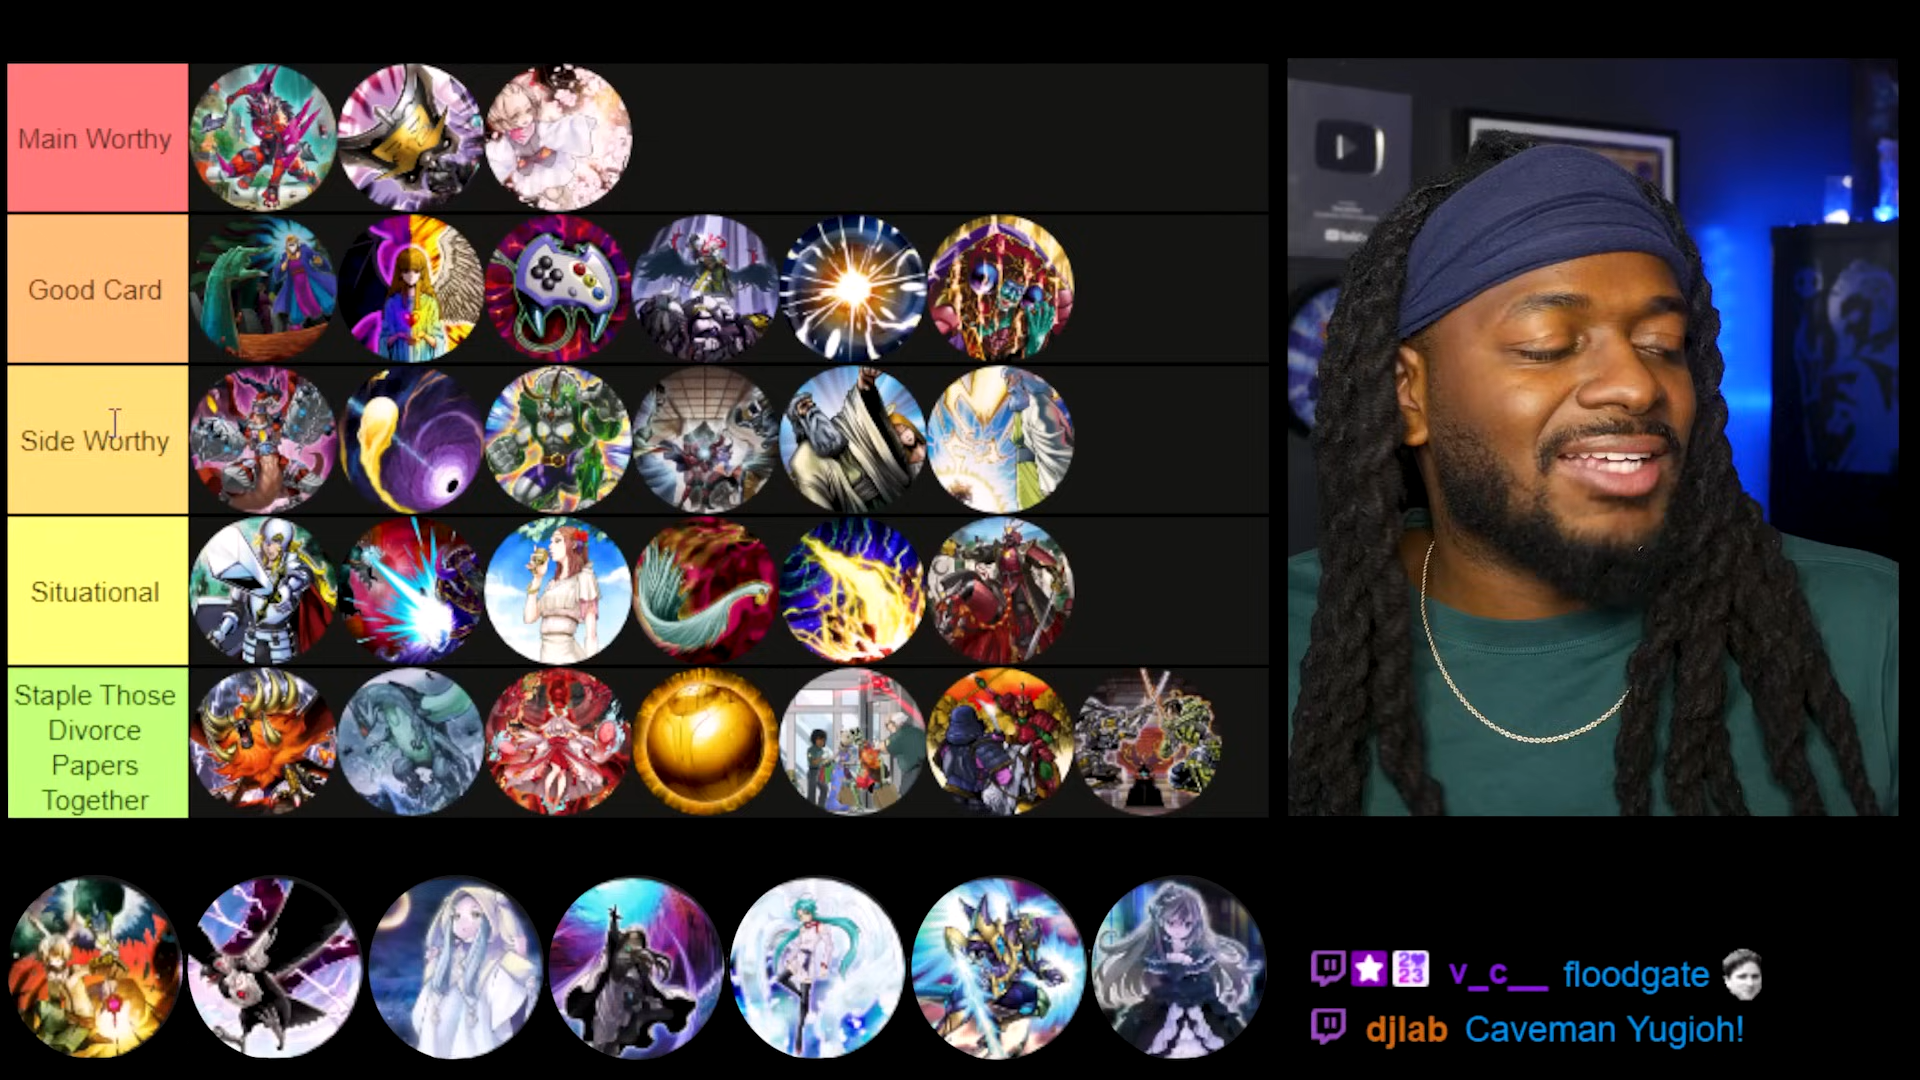 Main Worthy
Good Card
Side Worthy
Situational
Staple Those
Divorce
Papers
Together
v_c__ floodgate
djlab Caveman Yugioh!